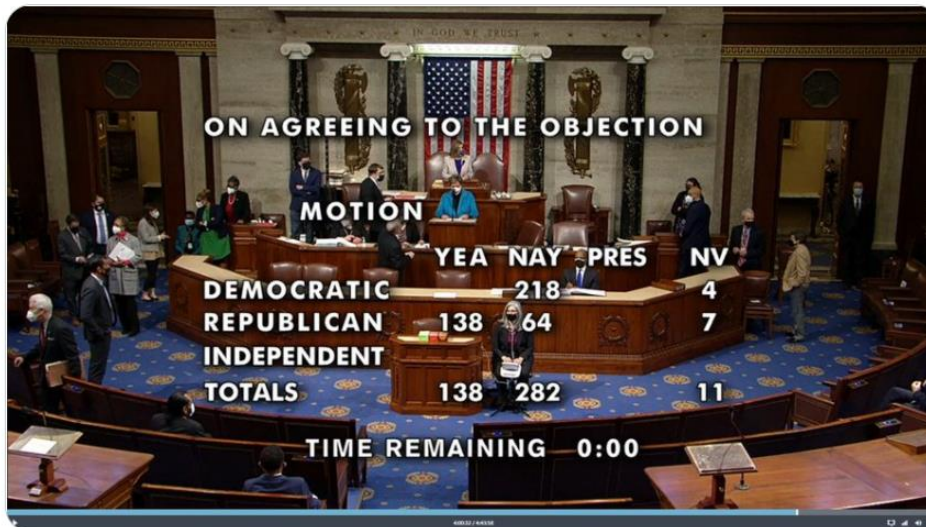 IN GOD WE TRUST
ON AGREEING TO THE OBJECTION
MOTION
YEA NAY PRES NV
DEMOCRATIC 218 4
REPUBLICAN 138 64 7
INDEPENDENT
TOTALS 138 282 11
TIME REMAINING 0:00